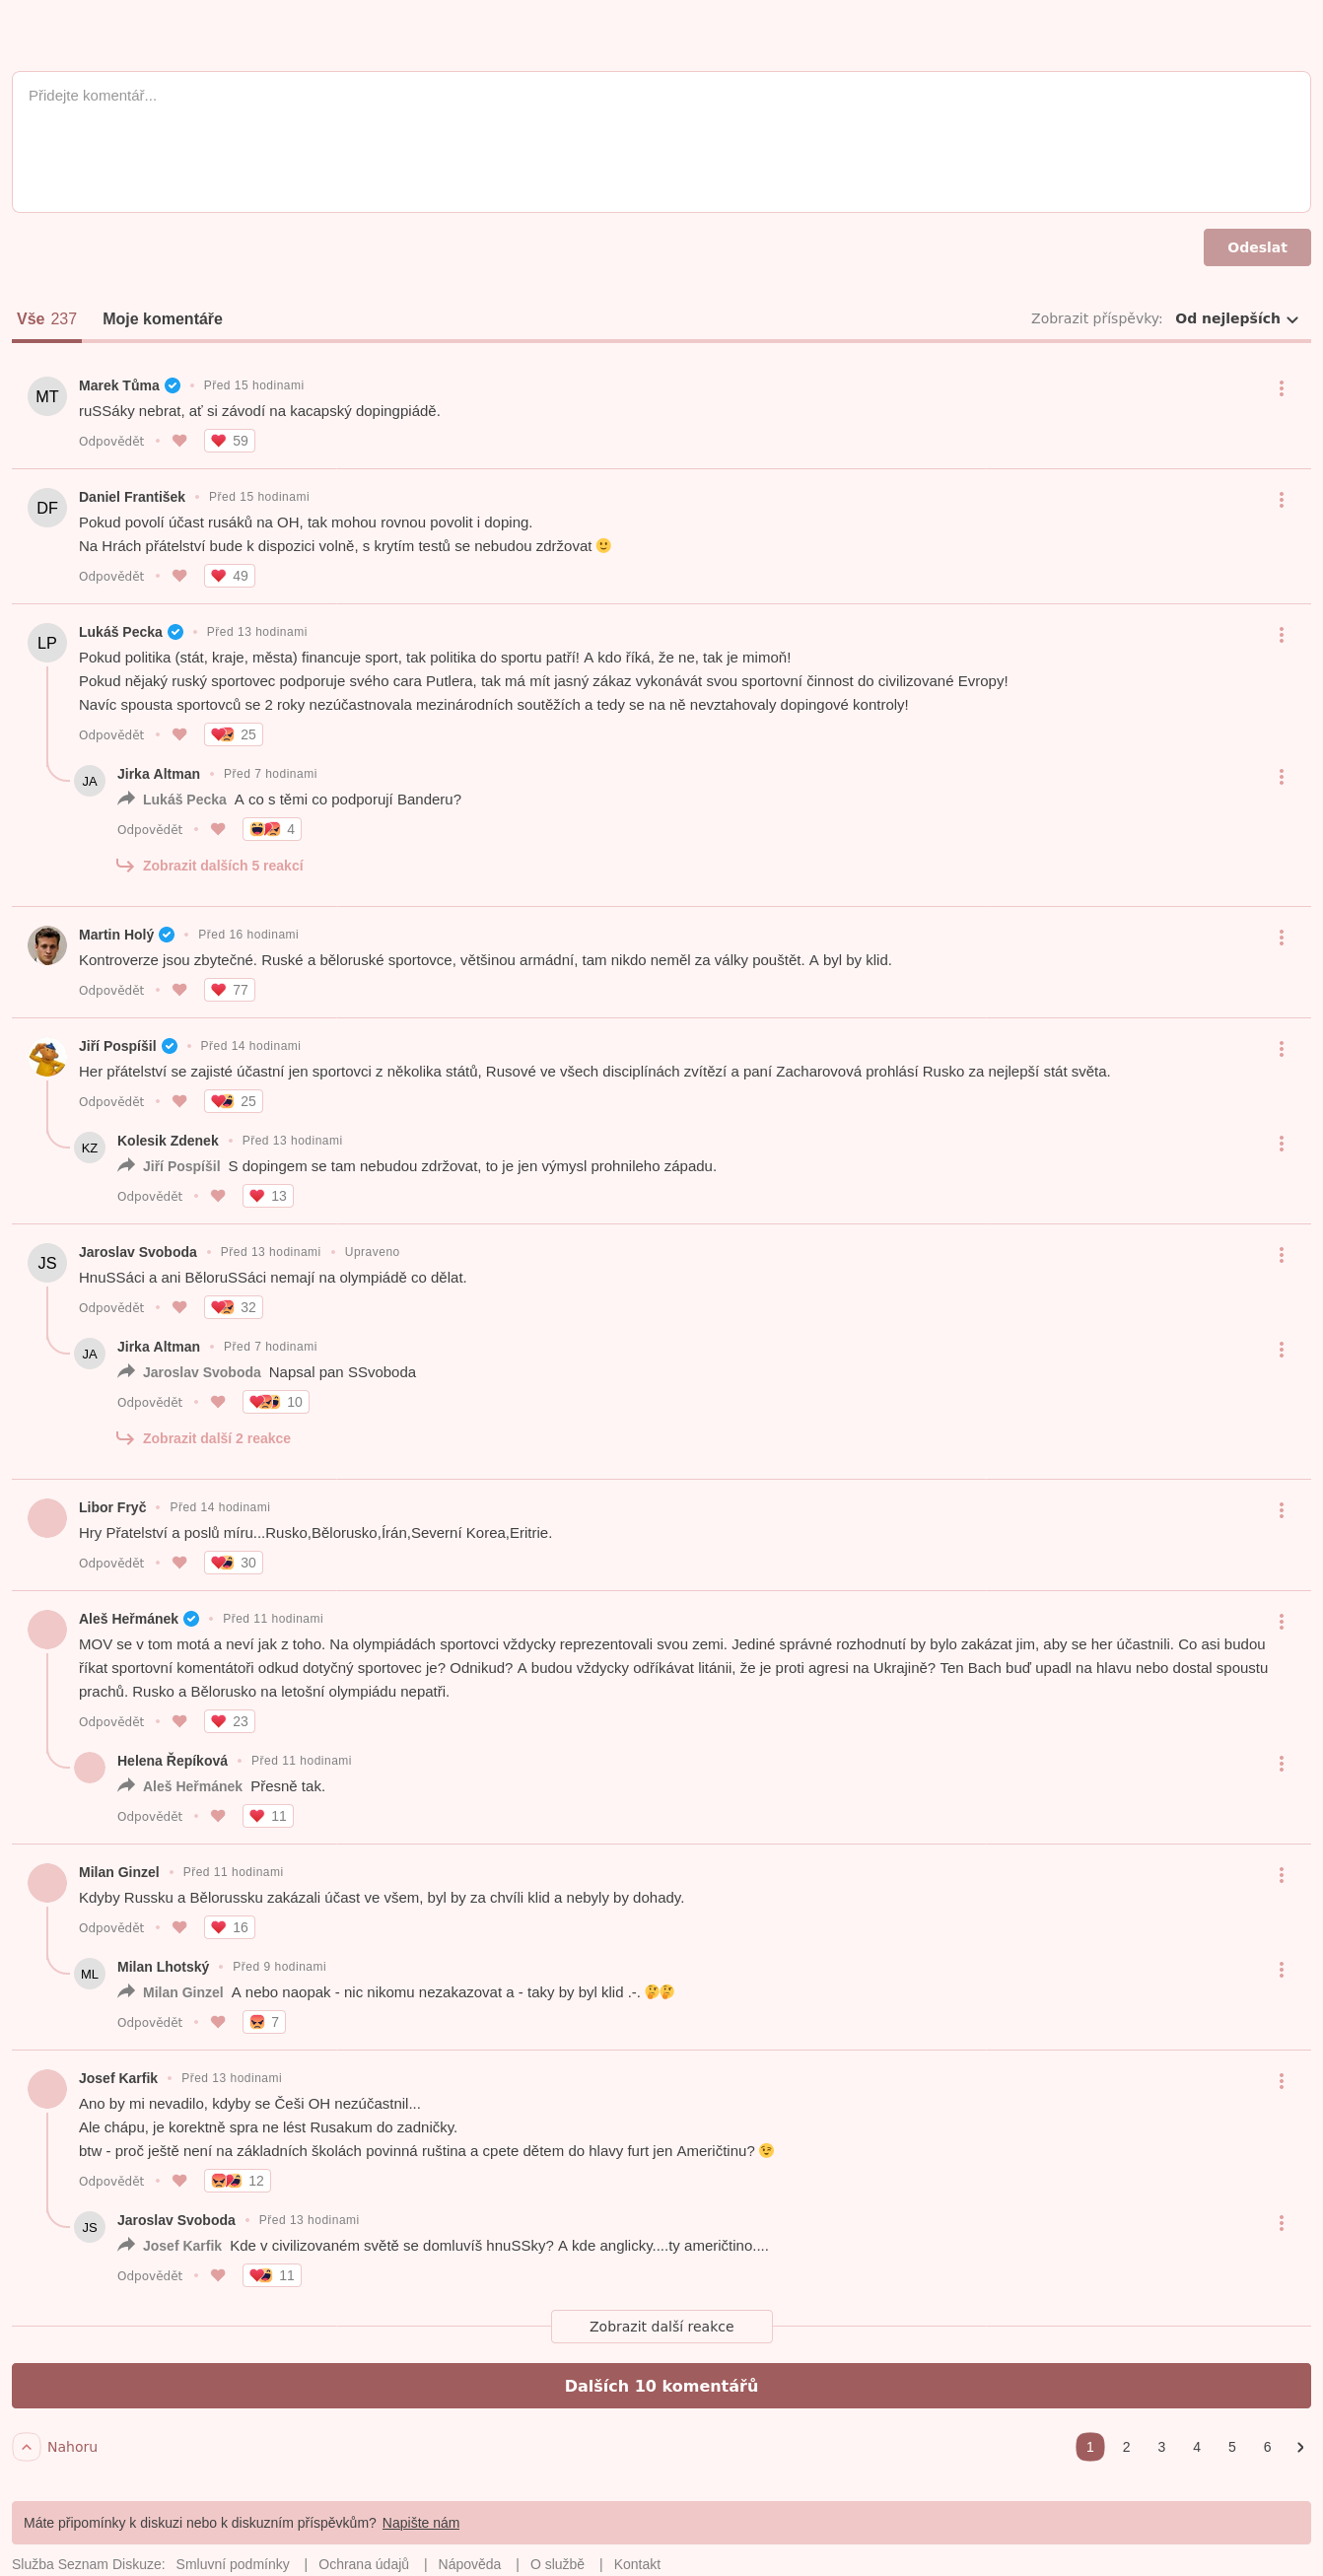 Přidejte komentář...
Odeslat
Vše 237 Moje komentáře Zobrazit příspěvky: Od nejlepších
MT Marek Tůma • Před 15 hodinami
ruSSáky nebrat, ať si závodí na kacapský dopingpiádě.
Odpovědět • 59
DF Daniel František • Před 15 hodinami
Pokud povolí účast rusáků na OH, tak mohou rovnou povolit i doping.
Na Hrách přátelství bude k dispozici volně, s krytím testů se nebudou zdržovat 🙂
Odpovědět • 49
LP Lukáš Pecka • Před 13 hodinami
Pokud politika (stát, kraje, města) financuje sport, tak politika do sportu patří! A kdo říká, že ne, tak je mimoň!
Pokud nějaký ruský sportovec podporuje svého cara Putlera, tak má mít jasný zákaz vykonávát svou sportovní činnost do civilizované Evropy!
Navíc spousta sportovců se 2 roky nezúčastnovala mezinárodních soutěžích a tedy se na ně nevztahovaly dopingové kontroly!
Odpovědět • 25
JA Jirka Altman • Před 7 hodinami
Lukáš Pecka A co s těmi co podporují Banderu?
Odpovědět • 4
Zobrazit dalších 5 reakcí
Martin Holý • Před 16 hodinami
Kontroverze jsou zbytečné. Ruské a běloruské sportovce, většinou armádní, tam nikdo neměl za války pouštět. A byl by klid.
Odpovědět • 77
Jiří Pospíšil • Před 14 hodinami
Her přátelství se zajisté účastní jen sportovci z několika států, Rusové ve všech disciplínách zvítězí a paní Zacharovová prohlásí Rusko za nejlepší stát světa.
Odpovědět • 25
KZ Kolesik Zdenek • Před 13 hodinami
Jiří Pospíšil S dopingem se tam nebudou zdržovat, to je jen výmysl prohnileho západu.
Odpovědět • 13
JS Jaroslav Svoboda • Před 13 hodinami • Upraveno
HnuSSáci a ani BěloruSSáci nemají na olympiádě co dělat.
Odpovědět • 32
JA Jirka Altman • Před 7 hodinami
Jaroslav Svoboda Napsal pan SSvoboda
Odpovědět • 10
Zobrazit další 2 reakce
Libor Fryč • Před 14 hodinami
Hry Přatelství a poslů míru...Rusko,Bělorusko,Írán,Severní Korea,Eritrie.
Odpovědět • 30
Aleš Heřmánek • Před 11 hodinami
MOV se v tom motá a neví jak z toho. Na olympiádách sportovci vždycky reprezentovali svou zemi. Jediné správné rozhodnutí by bylo zakázat jim, aby se her účastnili. Co asi budou
říkat sportovní komentátoři odkud dotyčný sportovec je? Odnikud? A budou vždycky odříkávat litánii, že je proti agresi na Ukrajině? Ten Bach buď upadl na hlavu nebo dostal spoustu
prachů. Rusko a Bělorusko na letošní olympiádu nepatři.
Odpovědět • 23
Helena Řepíková • Před 11 hodinami
Aleš Heřmánek Přesně tak.
Odpovědět • 11
Milan Ginzel • Před 11 hodinami
Kdyby Russku a Bělorussku zakázali účast ve všem, byl by za chvíli klid a nebyly by dohady.
Odpovědět • 16
ML Milan Lhotský • Před 9 hodinami
Milan Ginzel A nebo naopak - nic nikomu nezakazovat a - taky by byl klid .-. 🤔🤔
Odpovědět • 7
Josef Karfik • Před 13 hodinami
Ano by mi nevadilo, kdyby se Češi OH nezúčastnil...
Ale chápu, je korektně spra ne lést Rusakum do zadničky.
btw - proč ještě není na základních školách povinná ruština a cpete dětem do hlavy furt jen Američtinu? 😉
Odpovědět • 12
JS Jaroslav Svoboda • Před 13 hodinami
Josef Karfik Kde v civilizovaném světě se domluvíš hnuSSky? A kde anglicky....ty američtino....
Odpovědět • 11
Zobrazit další reakce
Dalších 10 komentářů
Nahoru 1 2 3 4 5 6
Máte připomínky k diskuzi nebo k diskuzním příspěvkům? Napište nám
Služba Seznam Diskuze: Smluvní podmínky | Ochrana údajů | Nápověda | O službě | Kontakt